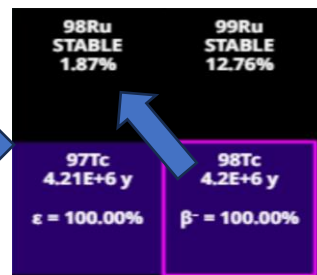 98Ru
STABLE
1.87%
99Ru
STABLE
12.76%
97Tc
4.21E+6 y
ε = 100.00%
98Tc
4.2E+6 y
β⁻ = 100.00%